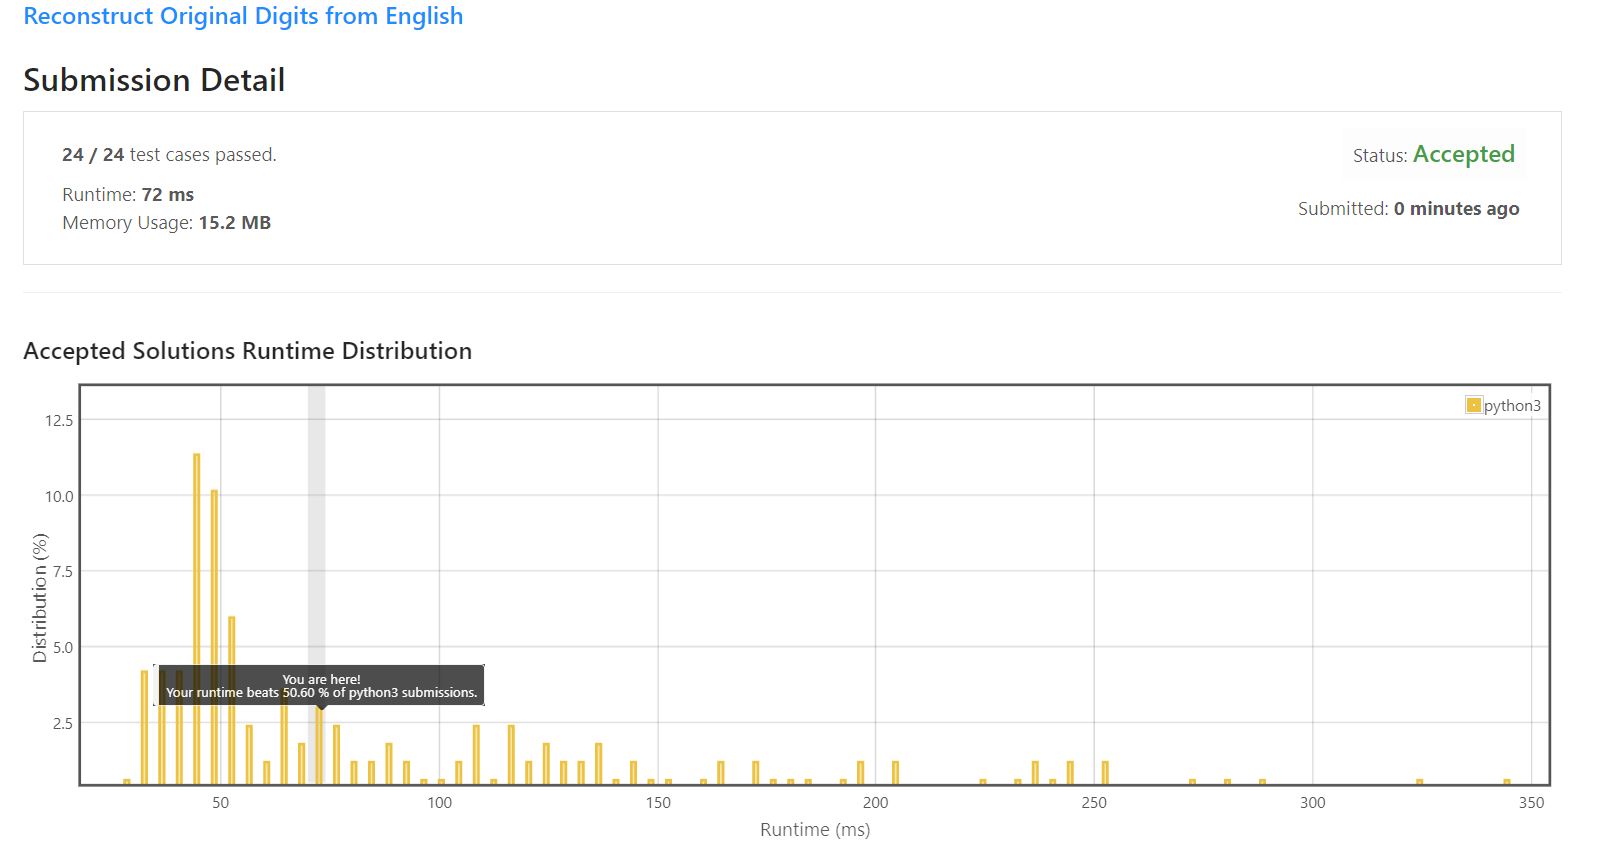 Reconstruct Original Digits from English
Submission Detail
24 / 24 test cases passed.
Status: Accepted
Runtime: 72 ms
Memory Usage: 15.2 MB
Submitted: 0 minutes ago
Accepted Solutions Runtime Distribution
python3
12.5
10.0
7.5
5.0
2.5
Distribution (%)
You are here!
Your runtime beats 50.60 % of python3 submissions.
50 100 150 200 250 300 350
Runtime (ms)